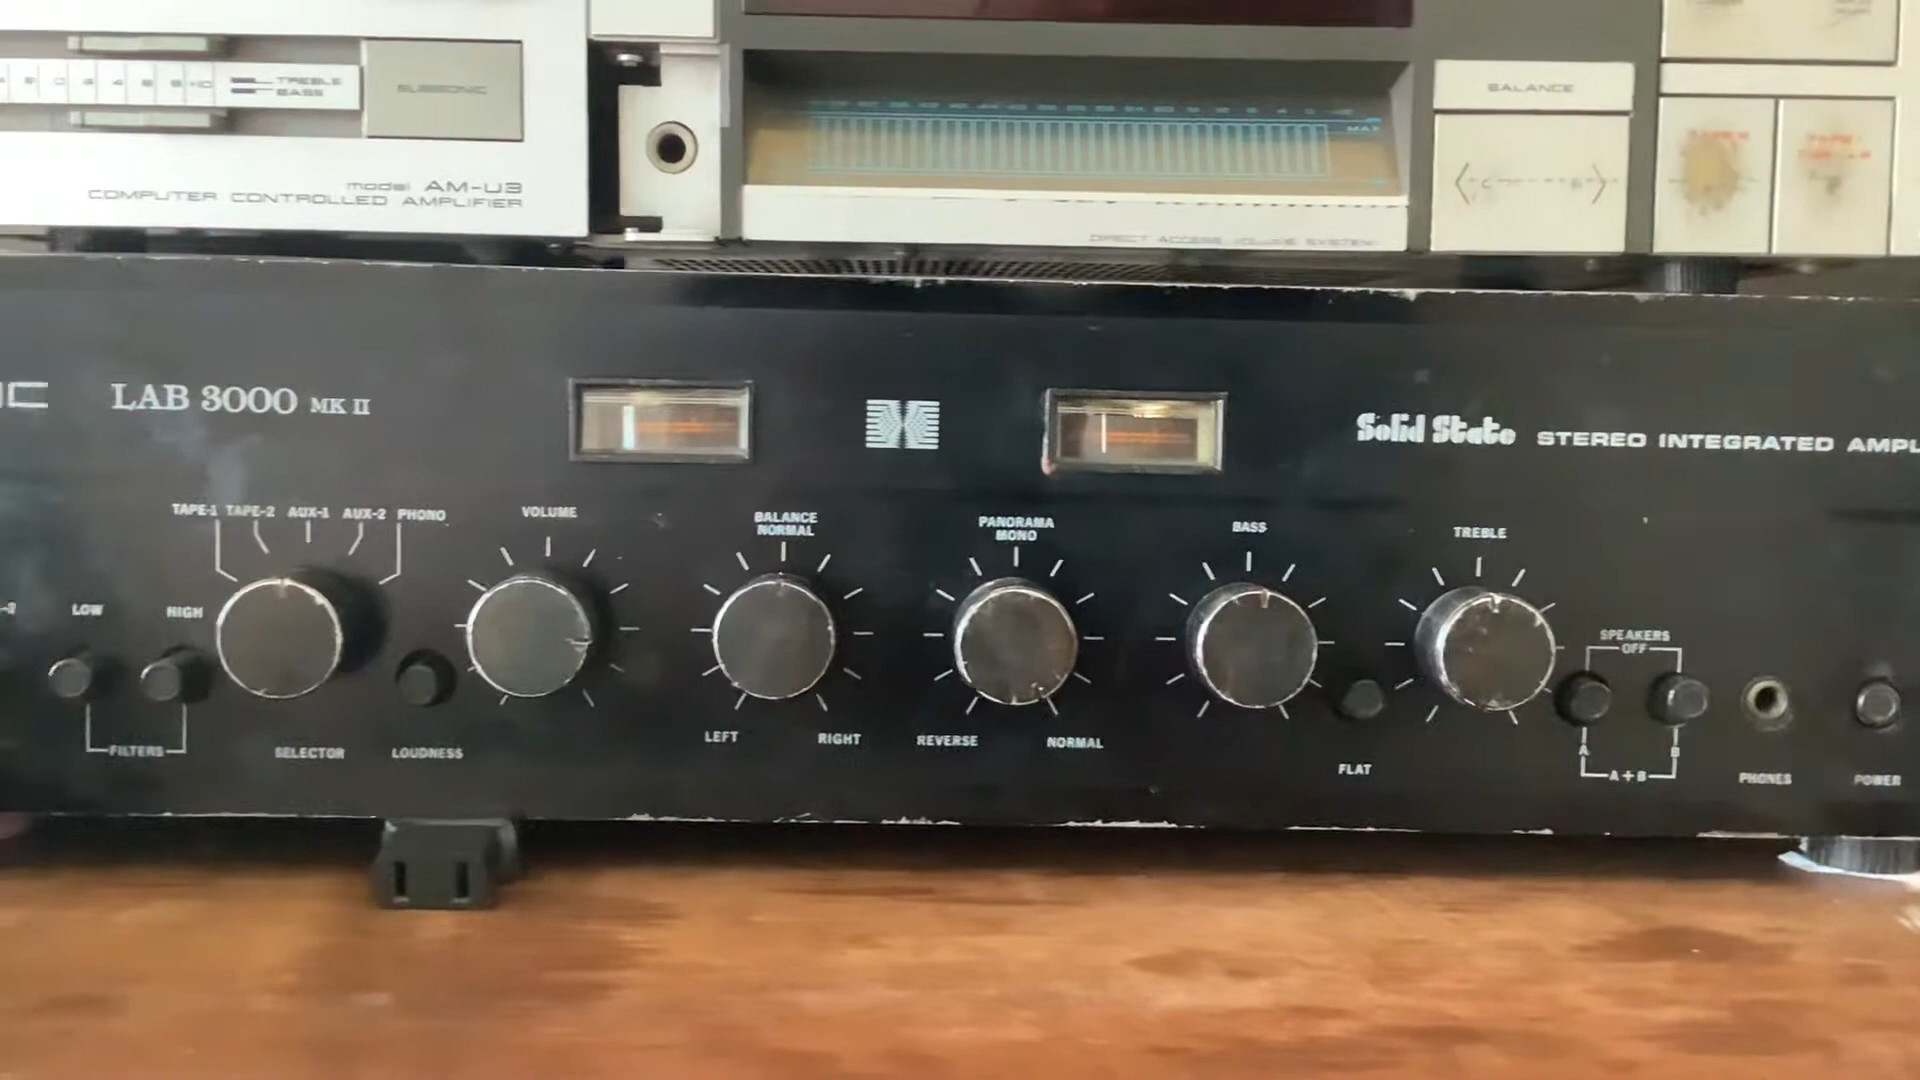 TREBLE
BASS
SUBSONIC
model AM-U3
COMPUTER CONTROLLED AMPLIFIER
MAX
DIRECT ACCESS VOLUME SYSTEM
BALANCE
LAB 3000 MK II
Solid State STEREO INTEGRATED AMPL
TAPE-1 TAPE-2 AUX-1 AUX-2 PHONO
VOLUME
BALANCE
NORMAL
PANORAMA
MONO
BASS
TREBLE
LOW
HIGH
SPEAKERS
OFF
LEFT
RIGHT
REVERSE
NORMAL
FILTERS
SELECTOR
LOUDNESS
FLAT
A
B
A+B
PHONES
POWER